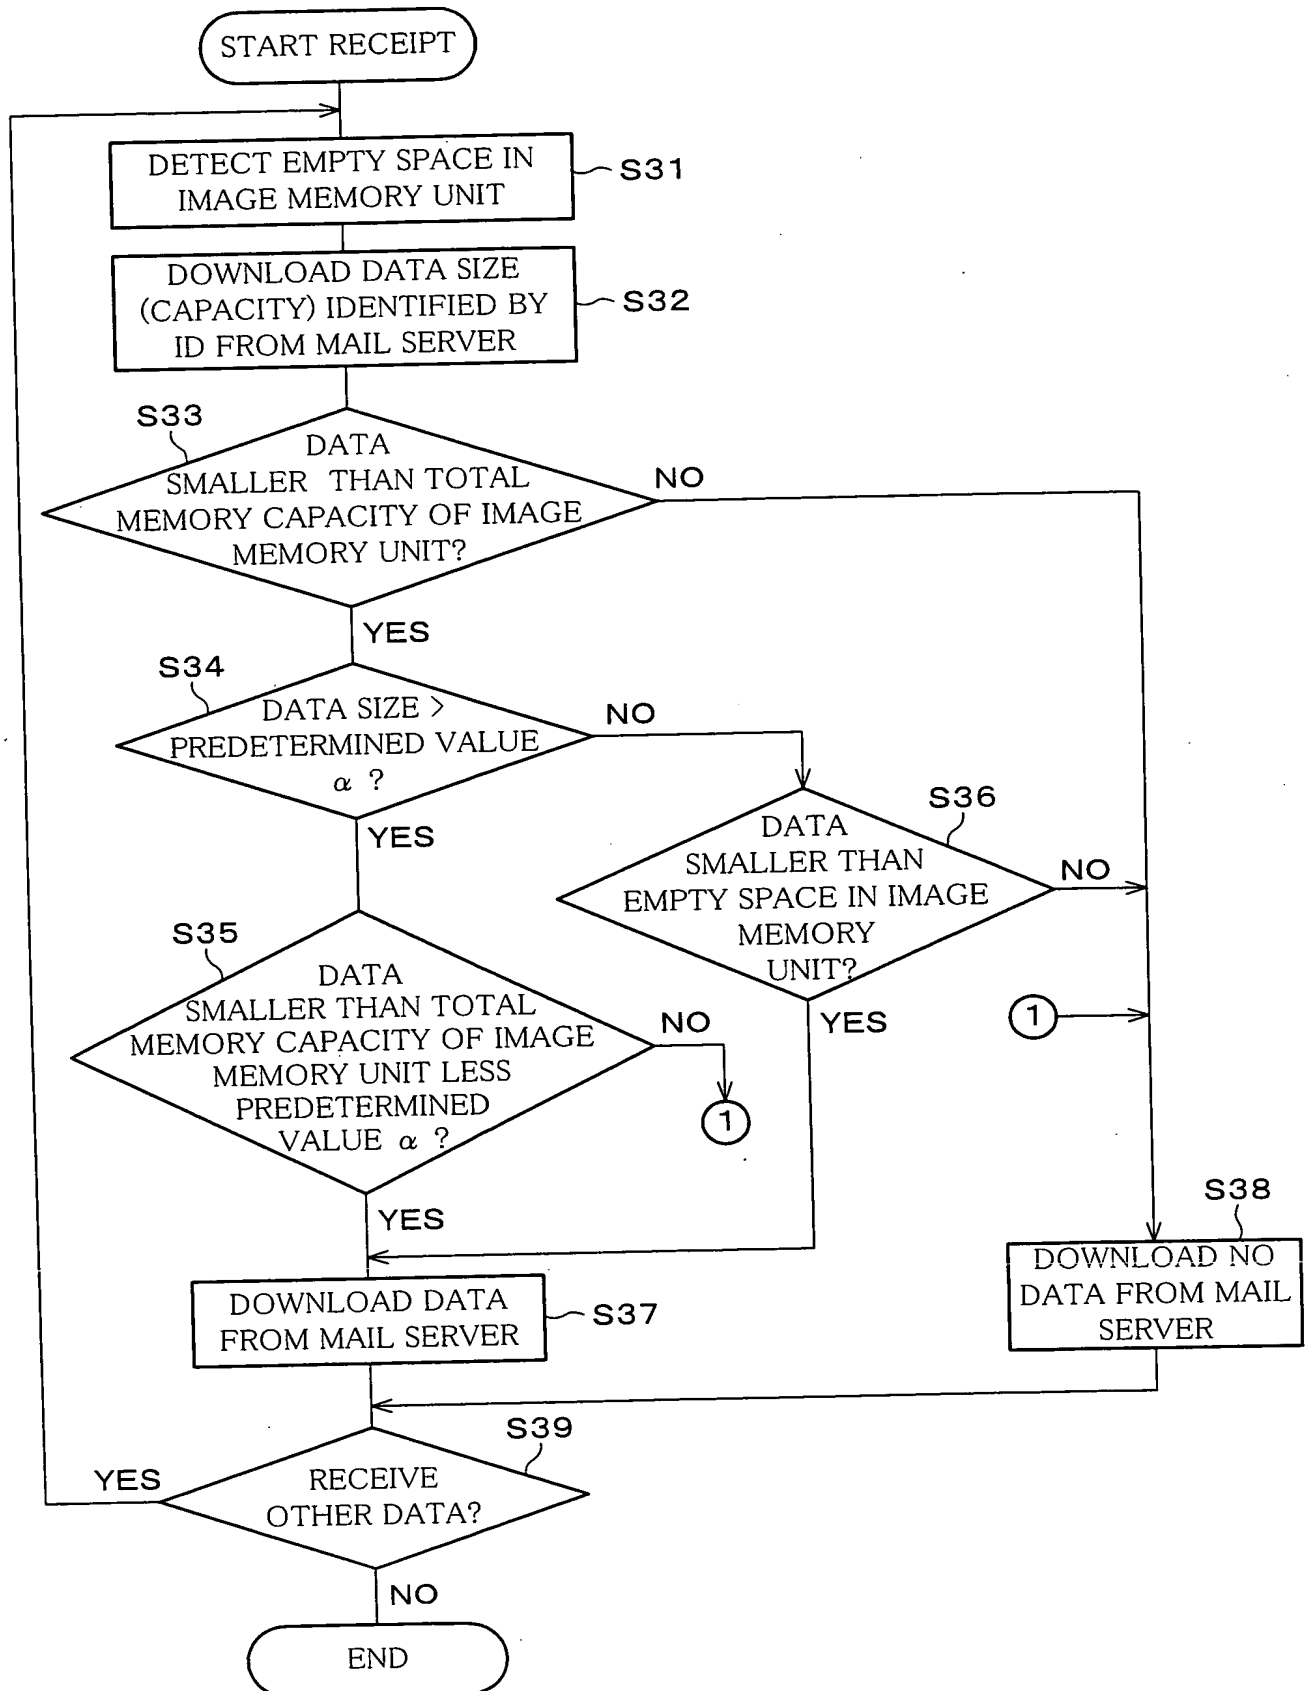 START RECEIPT
DETECT EMPTY SPACE IN
IMAGE MEMORY UNIT
S31
DOWNLOAD DATA SIZE
(CAPACITY) IDENTIFIED BY
ID FROM MAIL SERVER
S32
S33
DATA
SMALLER THAN TOTAL
MEMORY CAPACITY OF IMAGE
MEMORY UNIT?
NO
YES
S34
DATA SIZE >
PREDETERMINED VALUE
α ?
NO
YES
S36
DATA
SMALLER THAN
EMPTY SPACE IN IMAGE
MEMORY
UNIT?
NO
YES
S35
DATA
SMALLER THAN TOTAL
MEMORY CAPACITY OF IMAGE
MEMORY UNIT LESS
PREDETERMINED
VALUE α ?
NO
1
1
YES
S38
DOWNLOAD NO
DATA FROM MAIL
SERVER
DOWNLOAD DATA
FROM MAIL SERVER
S37
S39
RECEIVE
OTHER DATA?
YES
NO
END